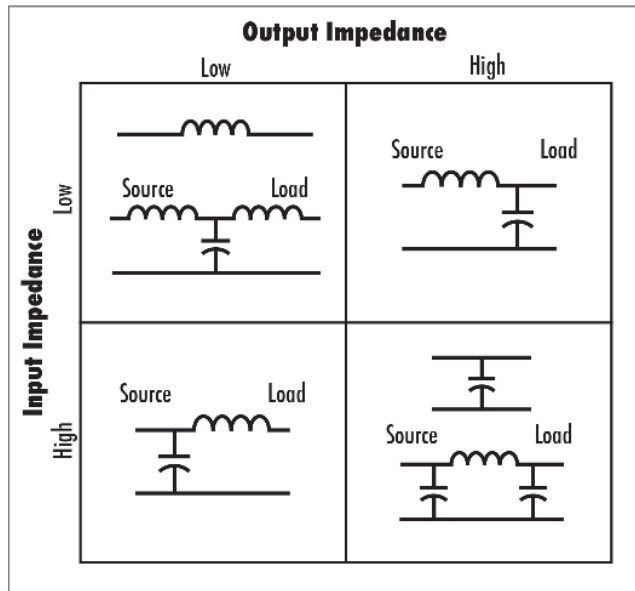 Output Impedance
Low
High
Input Impedance
Low
Source
Load
Source
Load
High
Source
Load
Source
Load